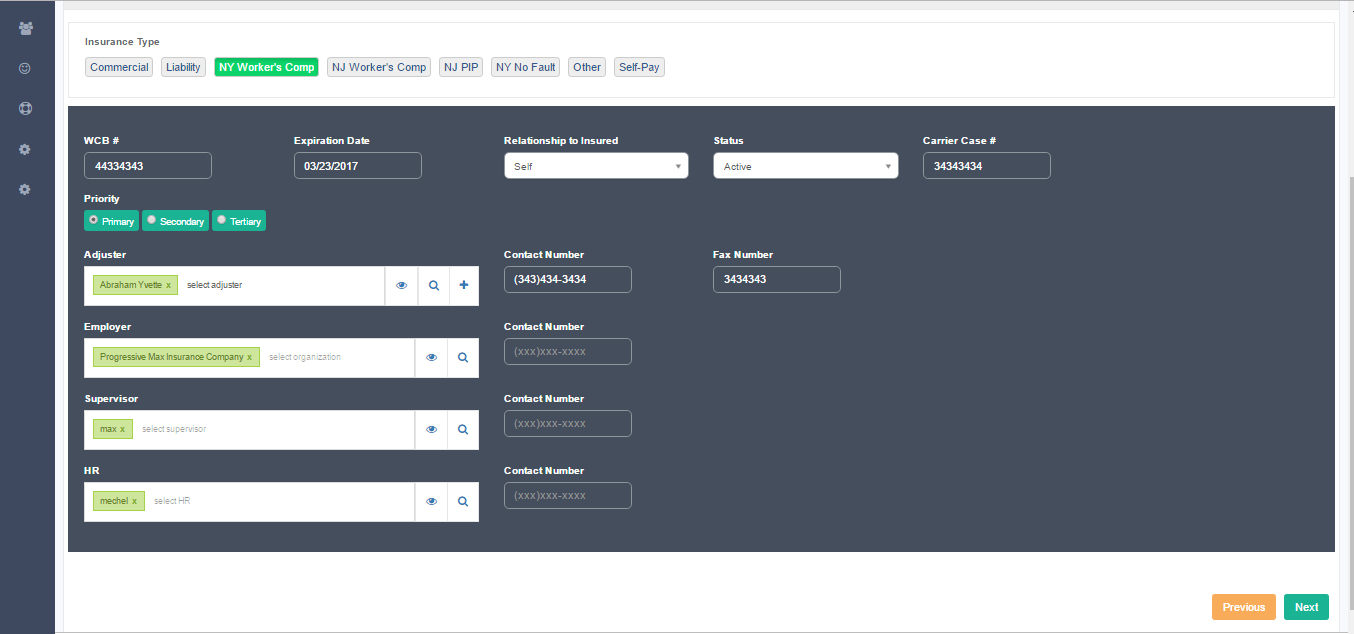 Insurance Type
Commercial Liability NY Worker's Comp NJ Worker's Comp NJ PIP NY No Fault Other Self-Pay
WCB # Expiration Date Relationship to Insured Status Carrier Case #
44334343 03/23/2017 Self Active 34343434
Priority
Primary Secondary Tertiary
Adjuster Contact Number Fax Number
Abraham Yvette x select adjuster (343)434-3434 3434343
Employer Contact Number
Progressive Max Insurance Company x select organization (xxx)xxx-xxxx
Supervisor Contact Number
max x select supervisor (xxx)xxx-xxxx
HR Contact Number
mechel x select HR (xxx)xxx-xxxx
Previous Next